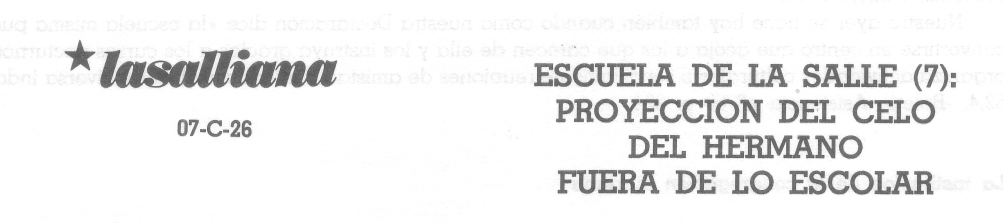 ★ lasalliana
07-C-26
ESCUELA DE LA SALLE (7):
PROYECCION DEL CELO
DEL HERMANO
FUERA DE LO ESCOLAR